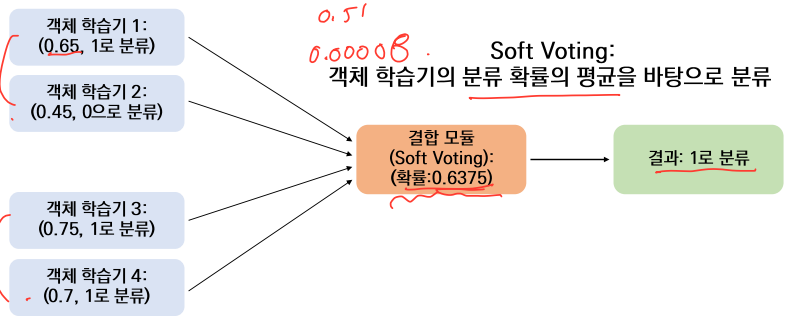 객체 학습기 1:
(0.65, 1로 분류)
객체 학습기 2:
(0.45, 0으로 분류)
객체 학습기 3:
(0.75, 1로 분류)
객체 학습기 4:
(0.7, 1로 분류)
0.51
Soft Voting:
객체 학습기의 분류 확률의 평균을 바탕으로 분류
결합 모듈
(Soft Voting):
(확률:0.6375)
결과: 1로 분류